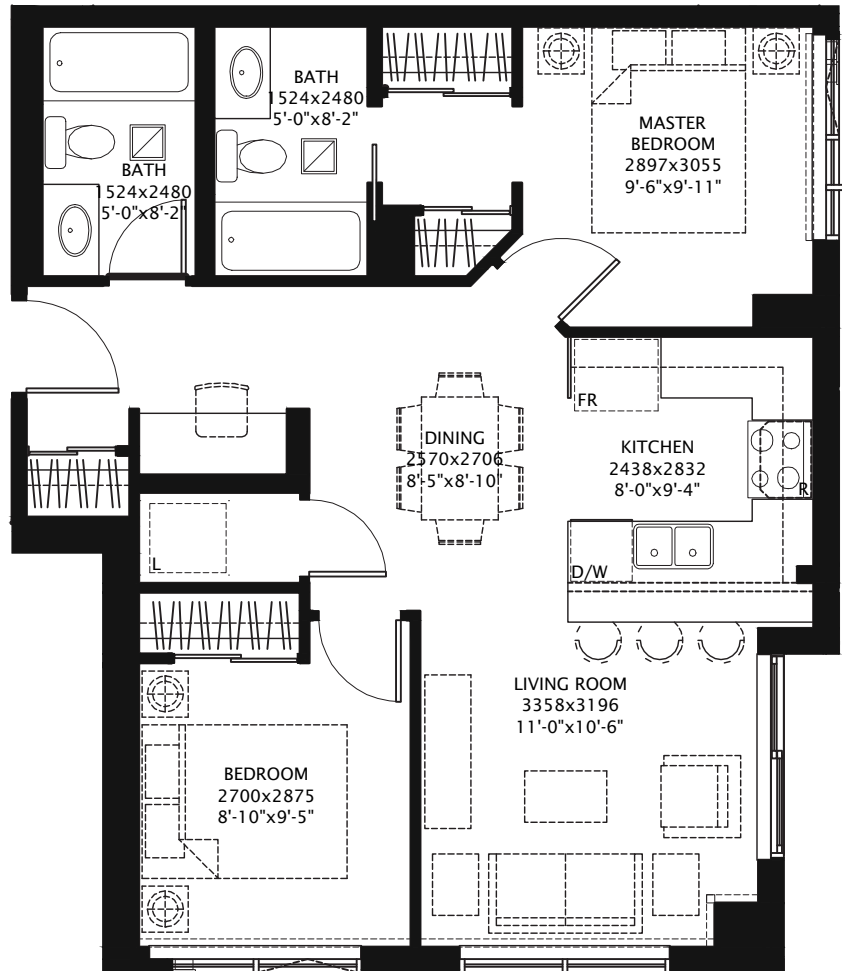 BATH
1524x2480
5'-0"x8'-2"
BATH
1524x2480
5'-0"x8'-2"
MASTER
BEDROOM
2897x3055
9'-6"x9'-11"
FR
DINING
2570x2706
8'-5"x8'-10"
KITCHEN
2438x2832
8'-0"x9'-4"
R
L
D/W
LIVING ROOM
3358x3196
11'-0"x10'-6"
BEDROOM
2700x2875
8'-10"x9'-5"